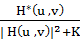 H*(u ,v)
| H(u ,v)|²+K